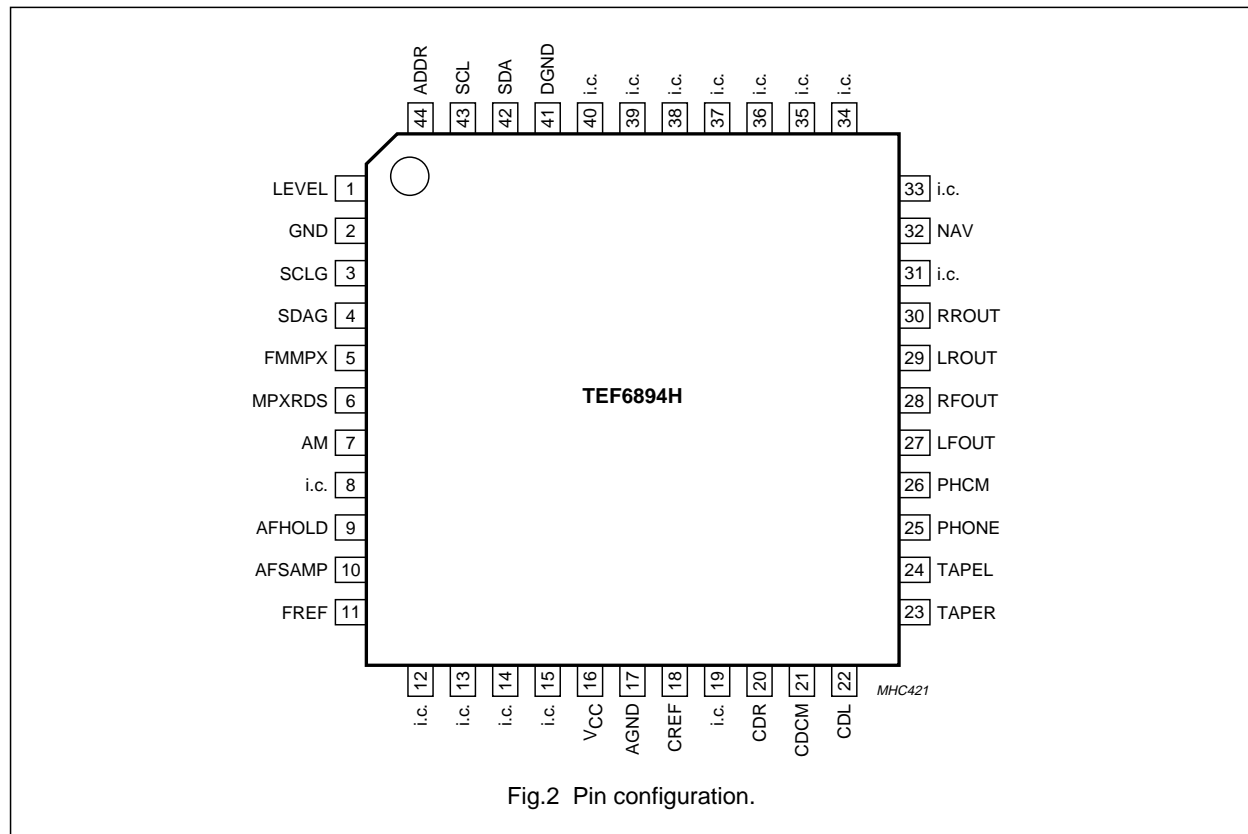 ADDR SCL SDA DGND i.c. i.c. i.c. i.c. i.c. i.c. i.c.
44 43 42 41 40 39 38 37 36 35 34
LEVEL 1 33 i.c.
GND 2 32 NAV
SCLG 3 31 i.c.
SDAG 4 30 RROUT
FMMPX 5 29 LROUT
TEF6894H
MPXRDS 6 28 RFOUT
AM 7 27 LFOUT
i.c. 8 26 PHCM
AFHOLD 9 25 PHONE
AFSAMP 10 24 TAPEL
FREF 11 23 TAPER
12 13 14 15 16 17 18 19 20 21 22
MHC421
i.c. i.c. i.c. i.c. VCC AGND CREF i.c. CDR CDCM CDL
Fig.2 Pin configuration.